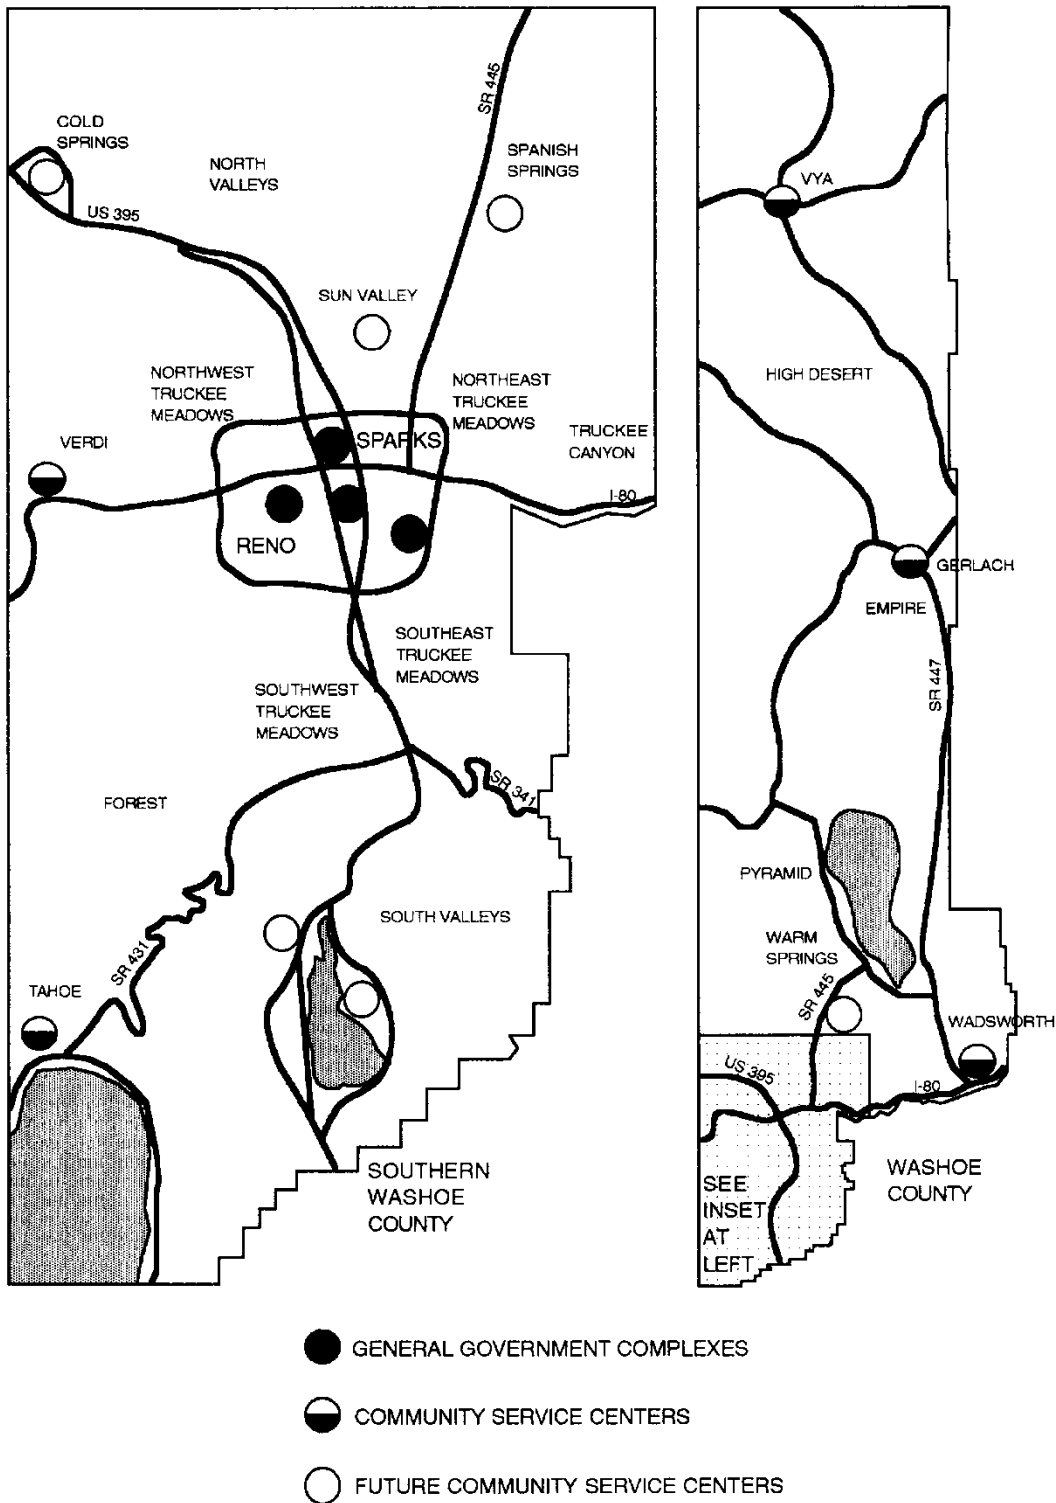 COLD
SPRINGS
NORTH
VALLEYS
US 395
SR 445
SPANISH
SPRINGS
SUN VALLEY
NORTHWEST
TRUCKEE
MEADOWS
NORTHEAST
TRUCKEE
MEADOWS
VERDI
SPARKS
TRUCKEE
CANYON
I-80
RENO
SOUTHEAST
TRUCKEE
MEADOWS
SOUTHWEST
TRUCKEE
MEADOWS
FOREST
SR 341
SOUTH VALLEYS
SR 431
TAHOE
SOUTHERN
WASHOE
COUNTY
VYA
HIGH DESERT
GERLACH
EMPIRE
SR 447
PYRAMID
WARM
SPRINGS
SR 445
WADSWORTH
US 395
I-80
SEE
INSET
AT
LEFT
WASHOE
COUNTY
GENERAL GOVERNMENT COMPLEXES
COMMUNITY SERVICE CENTERS
FUTURE COMMUNITY SERVICE CENTERS